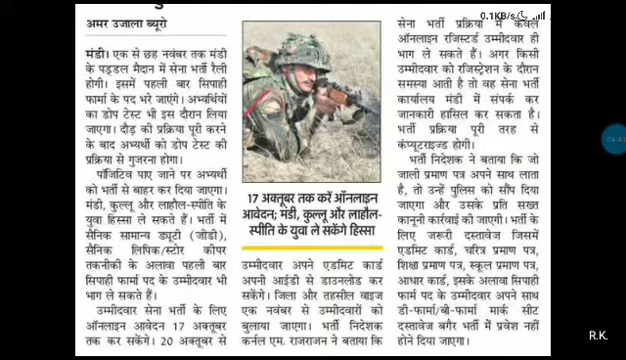 अमर उजाला ब्यूरो
मंडी। एक से छह नवंबर तक मंडी
के पड्डल मैदान में सेना भर्ती रैली
होगी। इसमें पहली बार सिपाही
फार्मा के पद भरे जाएंगे। अभ्यर्थियों
का डोप टेस्ट भी इस दौरान लिया
जाएगा। दौड़ की प्रक्रिया पूरी करने
के बाद अभ्यर्थी को डोप टेस्ट की
प्रक्रिया से गुजरना होगा।
पॉजिटिव पाए जाने पर अभ्यर्थी
को भर्ती से बाहर कर दिया जाएगा।
मंडी, कुल्लू और लाहौल-स्पीति के
युवा हिस्सा ले सकते हैं। भर्ती में
सैनिक सामान्य ड्यूटी (जीडी),
सैनिक लिपिक/स्टोर कीपर
तकनीकी के अलावा पहली बार
सिपाही फार्मा पद के उम्मीदवार भी
भाग ले सकते हैं।
उम्मीदवार सेना भर्ती के लिए
ऑनलाइन आवेदन 17 अक्तूबर
तक कर सकेंगे। 20 अक्तूबर से
17 अक्तूबर तक करें ऑनलाइन
आवेदन; मंडी, कुल्लू और लाहौल-
स्पीति के युवा ले सकेंगे हिस्सा
उम्मीदवार अपने एडमिट कार्ड
अपनी आईडी से डाउनलोड कर
सकेंगे। जिला और तहसील वाइज
एक नवंबर से उम्मीदवारों को
बुलाया जाएगा। भर्ती निदेशक
कर्नल एम. राजराजन ने बताया कि
सेना भर्ती प्रक्रिया में केवल
ऑनलाइन रजिस्टर्ड उम्मीदवार ही
भाग ले सकते हैं। अगर किसी
उम्मीदवार को रजिस्ट्रेशन के दौरान
समस्या आती है तो वह सेना भर्ती
कार्यालय मंडी में संपर्क कर
जानकारी हासिल कर सकता है।
भर्ती प्रक्रिया पूरी तरह से
कंप्यूटराइज्ड होगी।
भर्ती निदेशक ने बताया कि जो
जाली प्रमाण पत्र अपने साथ लाता
है, तो उन्हें पुलिस को सौंप दिया
जाएगा और उसके प्रति सख्त
कानूनी कार्रवाई की जाएगी। भर्ती के
लिए जरूरी दस्तावेज जिसमें
एडमिट कार्ड, चरित्र प्रमाण पत्र,
शिक्षा प्रमाण पत्र, स्कूल प्रमाण पत्र,
आधार कार्ड, इसके अलावा सिपाही
फार्म पद के उम्मीदवार अपने साथ
डी-फार्मा/बी-फार्मा मार्क सीट
दस्तावेज बगैर भर्ती में प्रवेश नहीं
होने दिया जाएगा।
0.1KB/s
04:43
R.K.